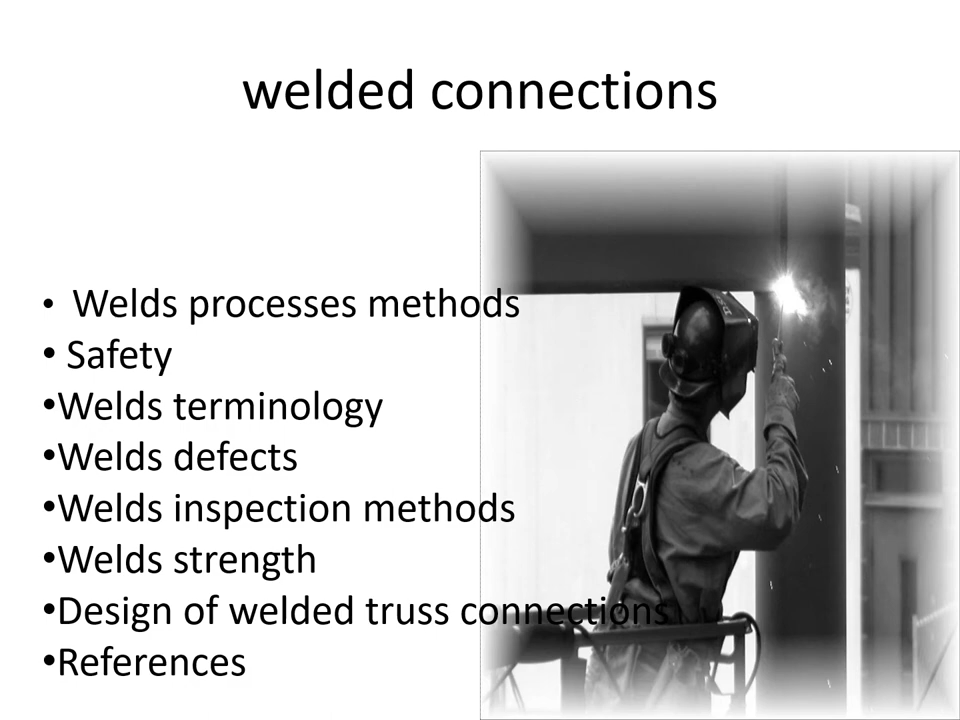 welded connections
• Welds processes methods
• Safety
•Welds terminology
•Welds defects
•Welds inspection methods
•Welds strength
•Design of welded truss connections
•References